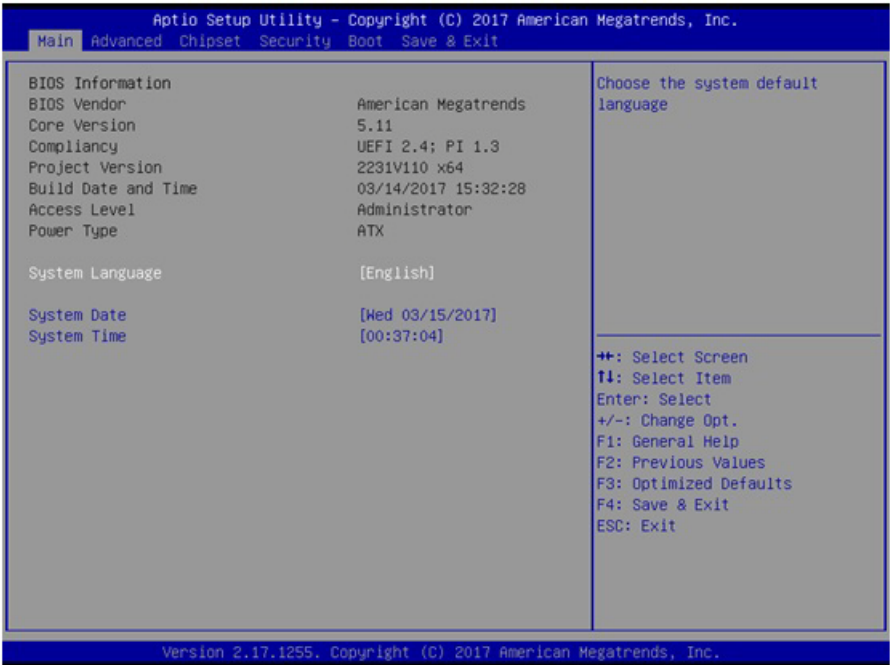 Aptio Setup Utility - Copyright (C) 2017 American Megatrends, Inc.
Main Advanced Chipset Security Boot Save & Exit
BIOS Information
BIOS Vendor American Megatrends
Core Version 5.11
Compliancy UEFI 2.4; PI 1.3
Project Version 2231V110 x64
Build Date and Time 03/14/2017 15:32:28
Access Level Administrator
Power Type ATX
System Language [English]
System Date [Wed 03/15/2017]
System Time [00:37:04]
Choose the system default
language
→←: Select Screen
↑↓: Select Item
Enter: Select
+/-: Change Opt.
F1: General Help
F2: Previous Values
F3: Optimized Defaults
F4: Save & Exit
ESC: Exit
Version 2.17.1255. Copyright (C) 2017 American Megatrends, Inc.